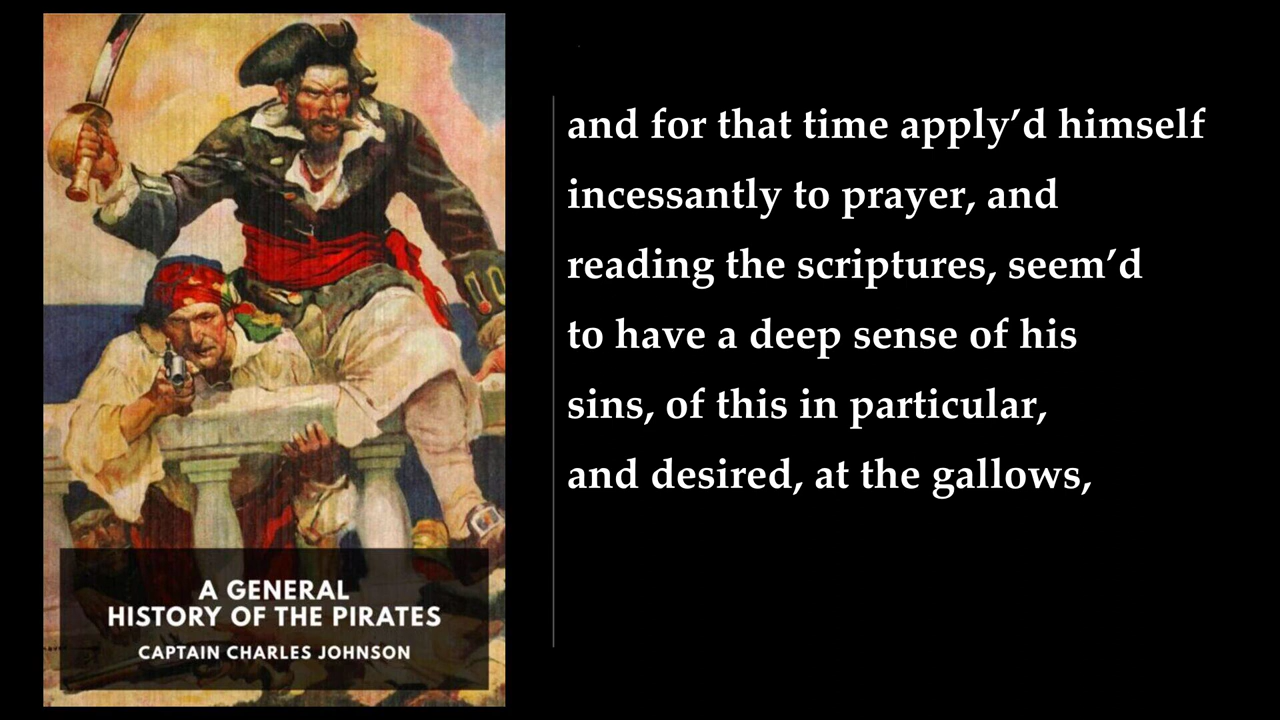 and for that time apply’d himself
incessantly to prayer, and
reading the scriptures, seem’d
to have a deep sense of his
sins, of this in particular,
and desired, at the gallows,
A GENERAL
HISTORY OF THE PIRATES
CAPTAIN CHARLES JOHNSON